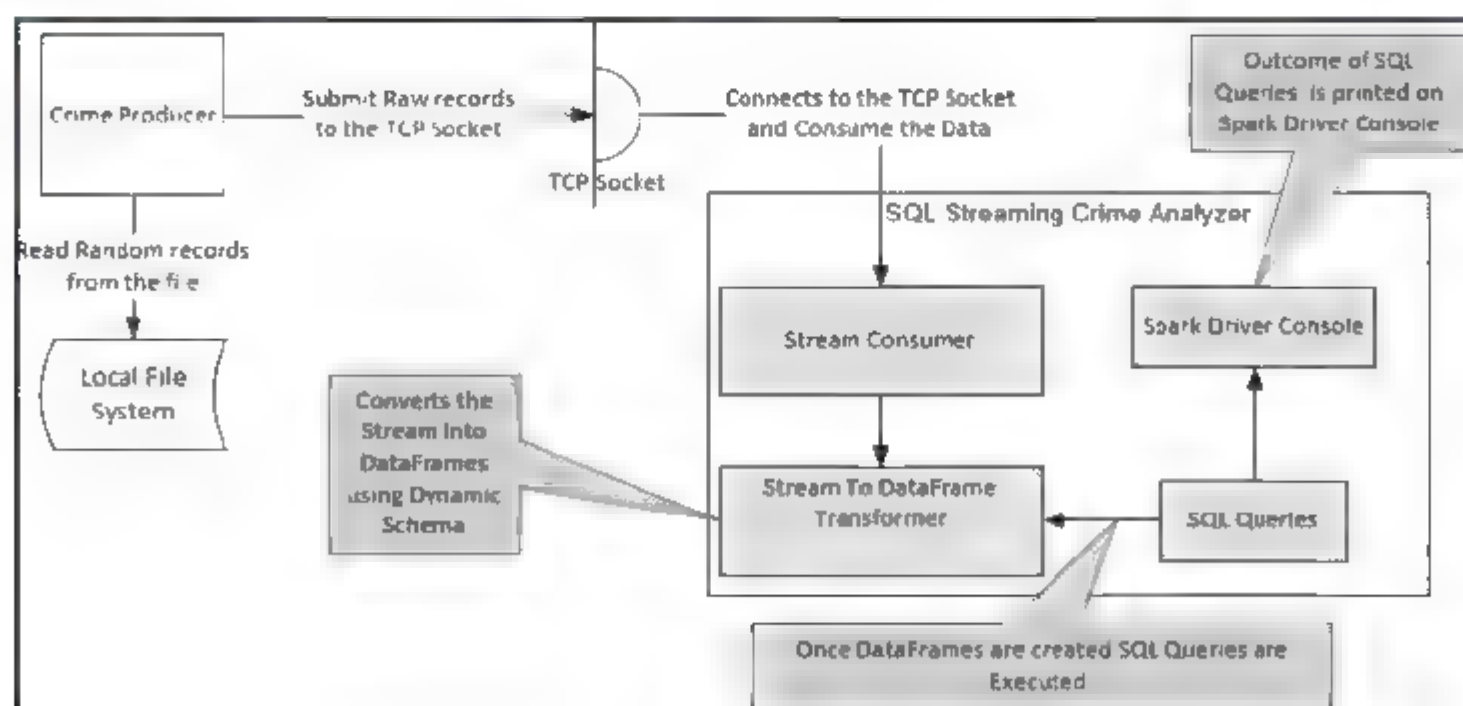 Crime Producer
Submit Raw records
to the TCP Socket
TCP Socket
Connects to the TCP Socket
and Consume the Data
Outcome of SQL
Queries is printed on
Spark Driver Console
Read Random records
from the file
Local File
System
SQL Streaming Crime Analyzer
Stream Consumer
Spark Driver Console
Converts the
Stream Into
DataFrames
using Dynamic
Schema
Stream To DataFrame
Transformer
SQL Queries
Once DataFrames are created SQL Queries are
Executed